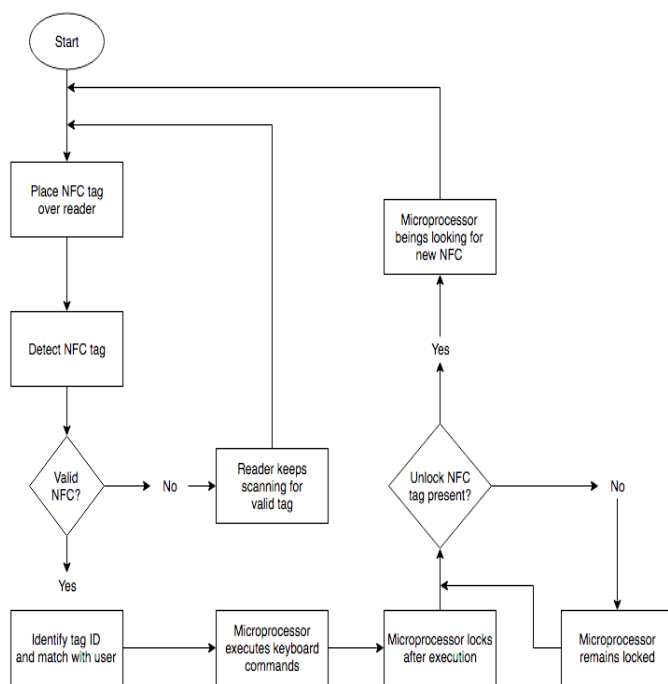 Start
Place NFC tag
over reader
Detect NFC tag
Valid
NFC?
No
Reader keeps
scanning for
valid tag
Yes
Identify tag ID
and match with user
Microprocessor
executes keyboard
commands
Microprocessor locks
after execution
Unlock NFC
tag present?
Yes
Microprocessor
beings looking for
new NFC
No
Microprocessor
remains locked